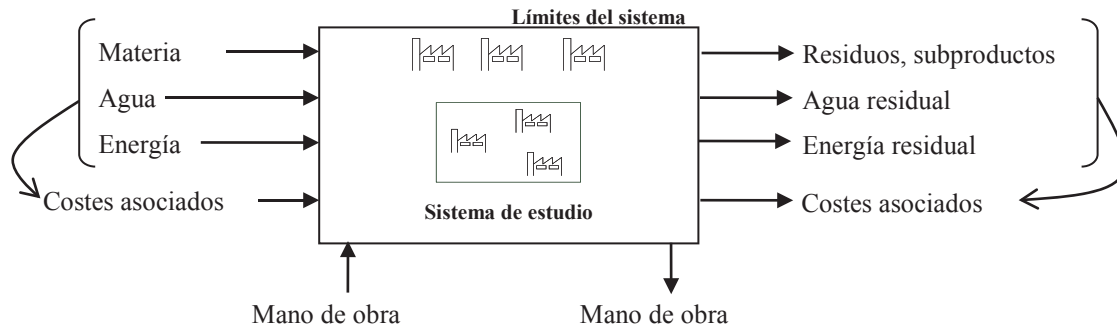 Límites del sistema
Materia
Residuos, subproductos
Agua
Agua residual
Energía
Energía residual
Costes asociados
Costes asociados
Sistema de estudio
Mano de obra
Mano de obra